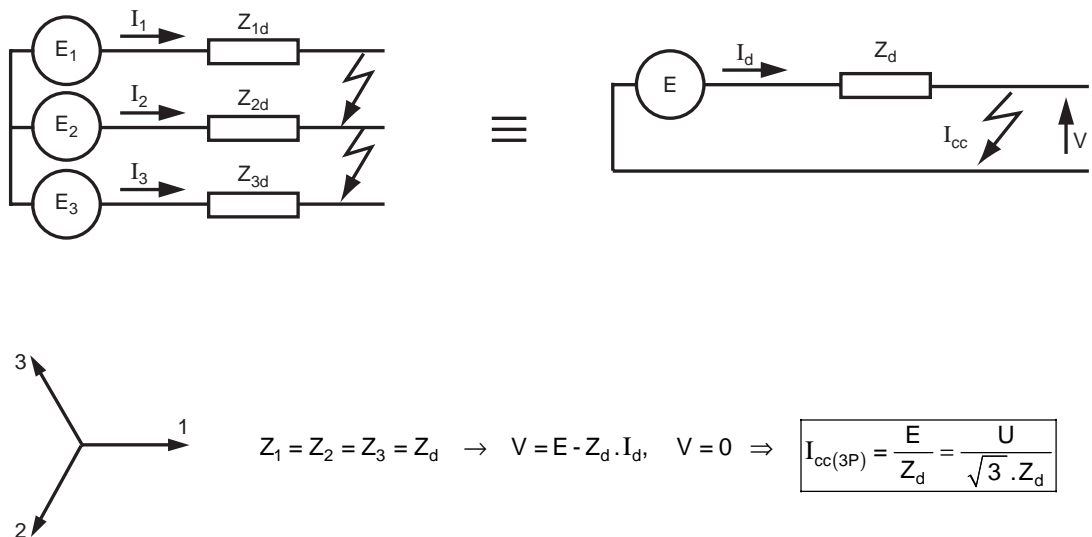 I1 Z1d
E1
I2 Z2d
E2
I3 Z3d
E3
≡
Id Zd
E
Icc
V
3
1
2
Z1 = Z2 = Z3 = Zd → V = E - Zd . Id, V = 0 ⇒ Icc(3P) = E / Zd = U / √3 . Zd